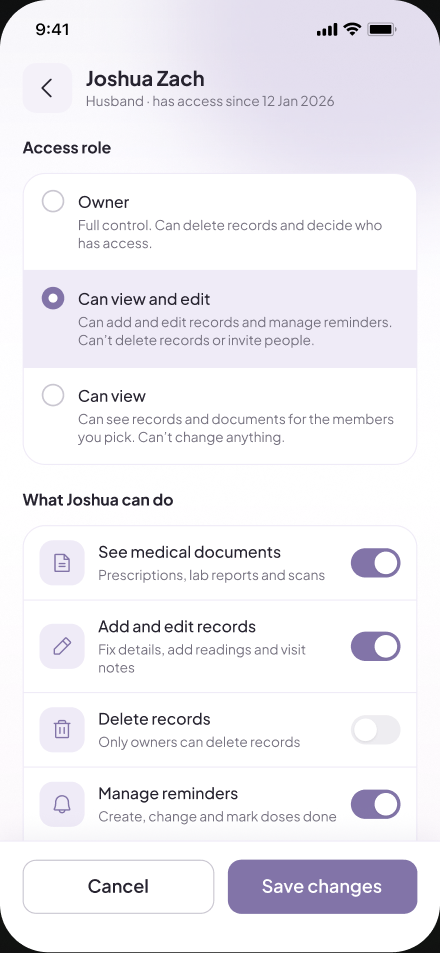 9:41
Joshua Zach
Husband · has access since 12 Jan 2026
Access role
Owner
Full control. Can delete records and decide who
has access.
Can view and edit
Can add and edit records and manage reminders.
Can’t delete records or invite people.
Can view
Can see records and documents for the members
you pick. Can’t change anything.
What Joshua can do
See medical documents
Prescriptions, lab reports and scans
Add and edit records
Fix details, add readings and visit
notes
Delete records
Only owners can delete records
Manage reminders
Create, change and mark doses done
Cancel
Save changes